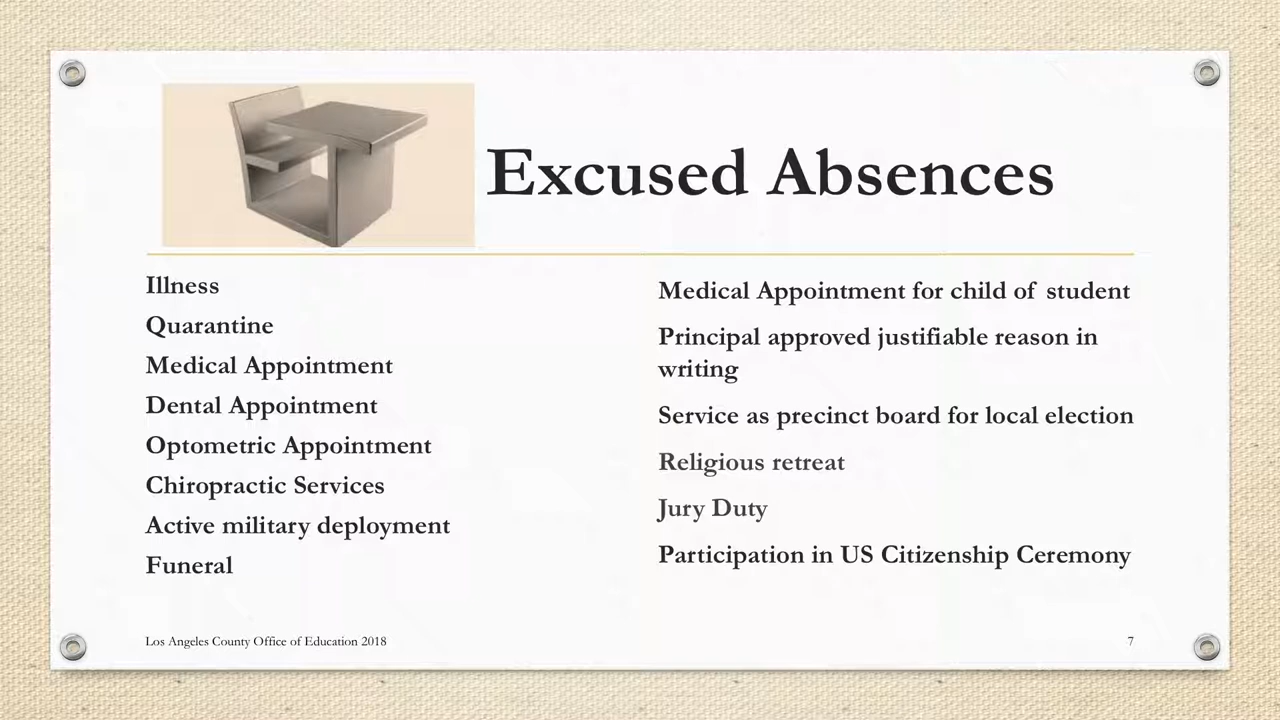 Excused Absences
Illness
Quarantine
Medical Appointment
Dental Appointment
Optometric Appointment
Chiropractic Services
Active military deployment
Funeral
Medical Appointment for child of student
Principal approved justifiable reason in
writing
Service as precinct board for local election
Religious retreat
Jury Duty
Participation in US Citizenship Ceremony
Los Angeles County Office of Education 2018
7